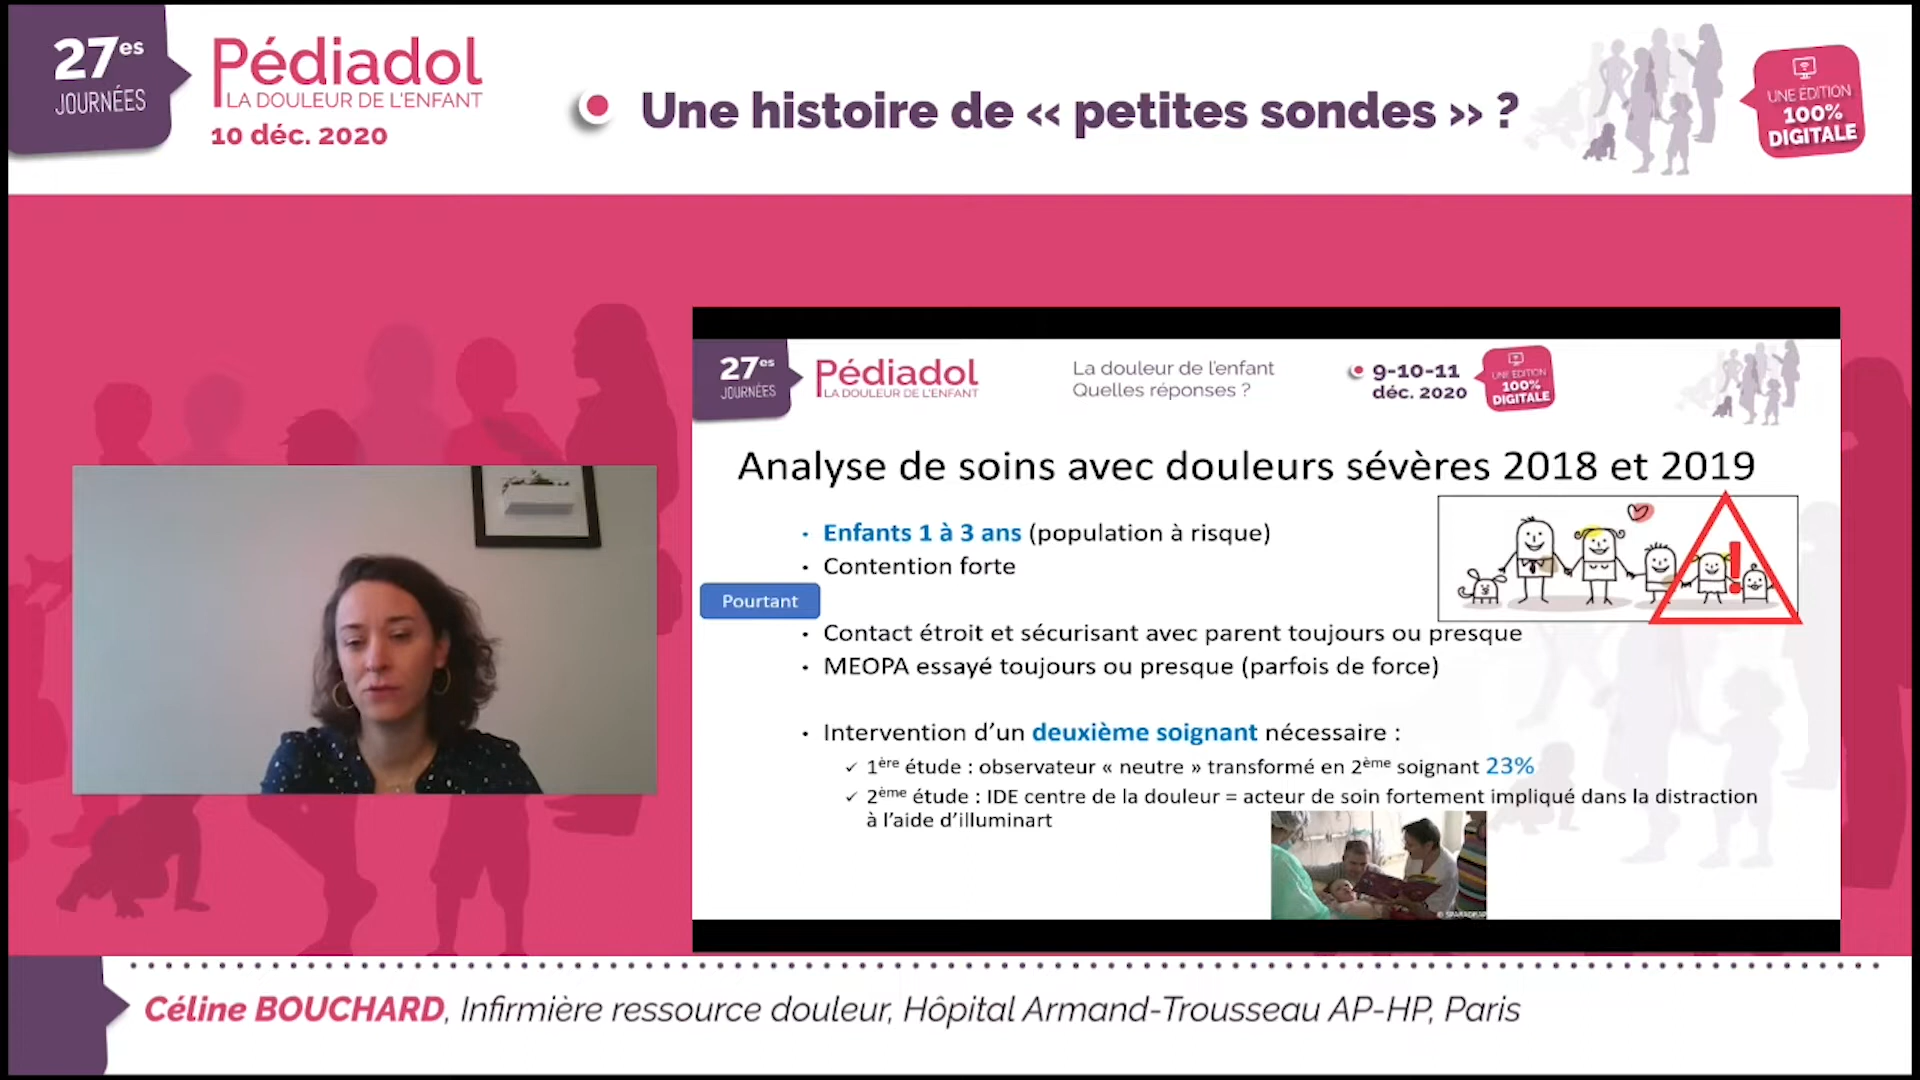 27es
JOURNÉES
Pédiadol
LA DOULEUR DE L'ENFANT
10 déc. 2020
Une histoire de « petites sondes » ?
UNE ÉDITION
100%
DIGITALE
27es
JOURNÉES
Pédiadol
LA DOULEUR DE L'ENFANT
La douleur de l'enfant
Quelles réponses ?
9-10-11
déc. 2020
UNE ÉDITION
100%
DIGITALE
Analyse de soins avec douleurs sévères 2018 et 2019
• Enfants 1 à 3 ans (population à risque)
• Contention forte
Pourtant
• Contact étroit et sécurisant avec parent toujours ou presque
• MEOPA essayé toujours ou presque (parfois de force)
• Intervention d'un deuxième soignant nécessaire :
✓ 1ère étude : observateur « neutre » transformé en 2ème soignant 23%
✓ 2ème étude : IDE centre de la douleur = acteur de soin fortement impliqué dans la distraction
à l'aide d'illuminart
© SPARADRAP
Céline BOUCHARD, Infirmière ressource douleur, Hôpital Armand-Trousseau AP-HP, Paris